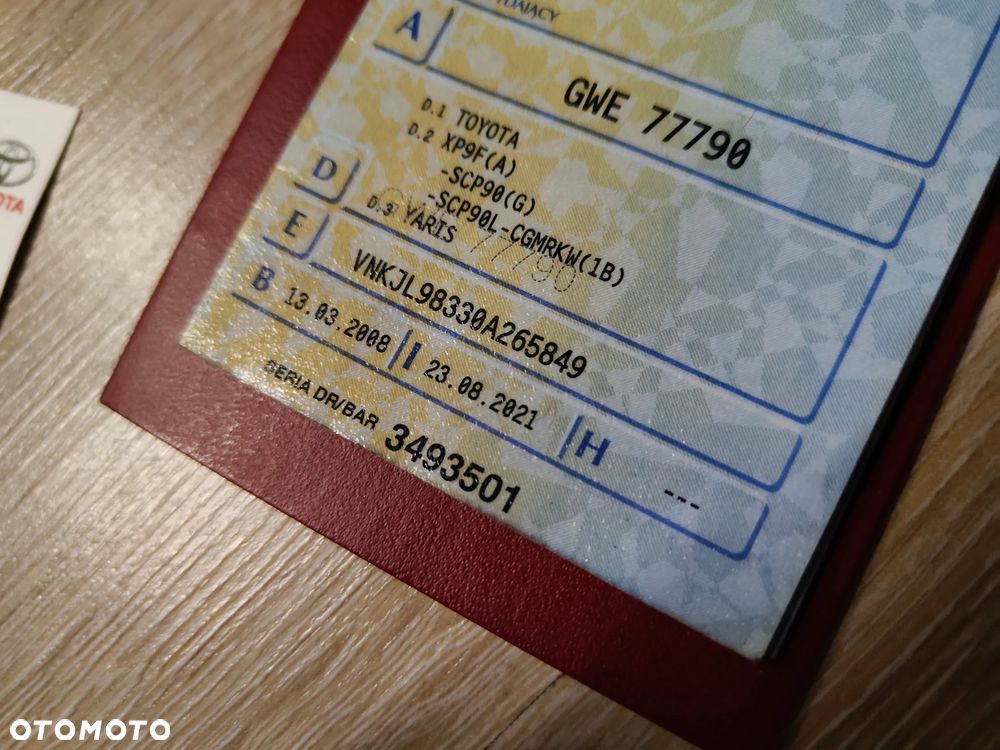 A
GWE 77790
D.1 TOYOTA
D.2 XP9F(A)
-SCP90(G)
-SCP90L-CGMRKW(1B)
D
D.3 YARIS
77790
E
VNKJL98330A265849
B 13.03.2008 I 23.08.2021 H ---
SERIA DR/BAR 3493501
OTOMOTO